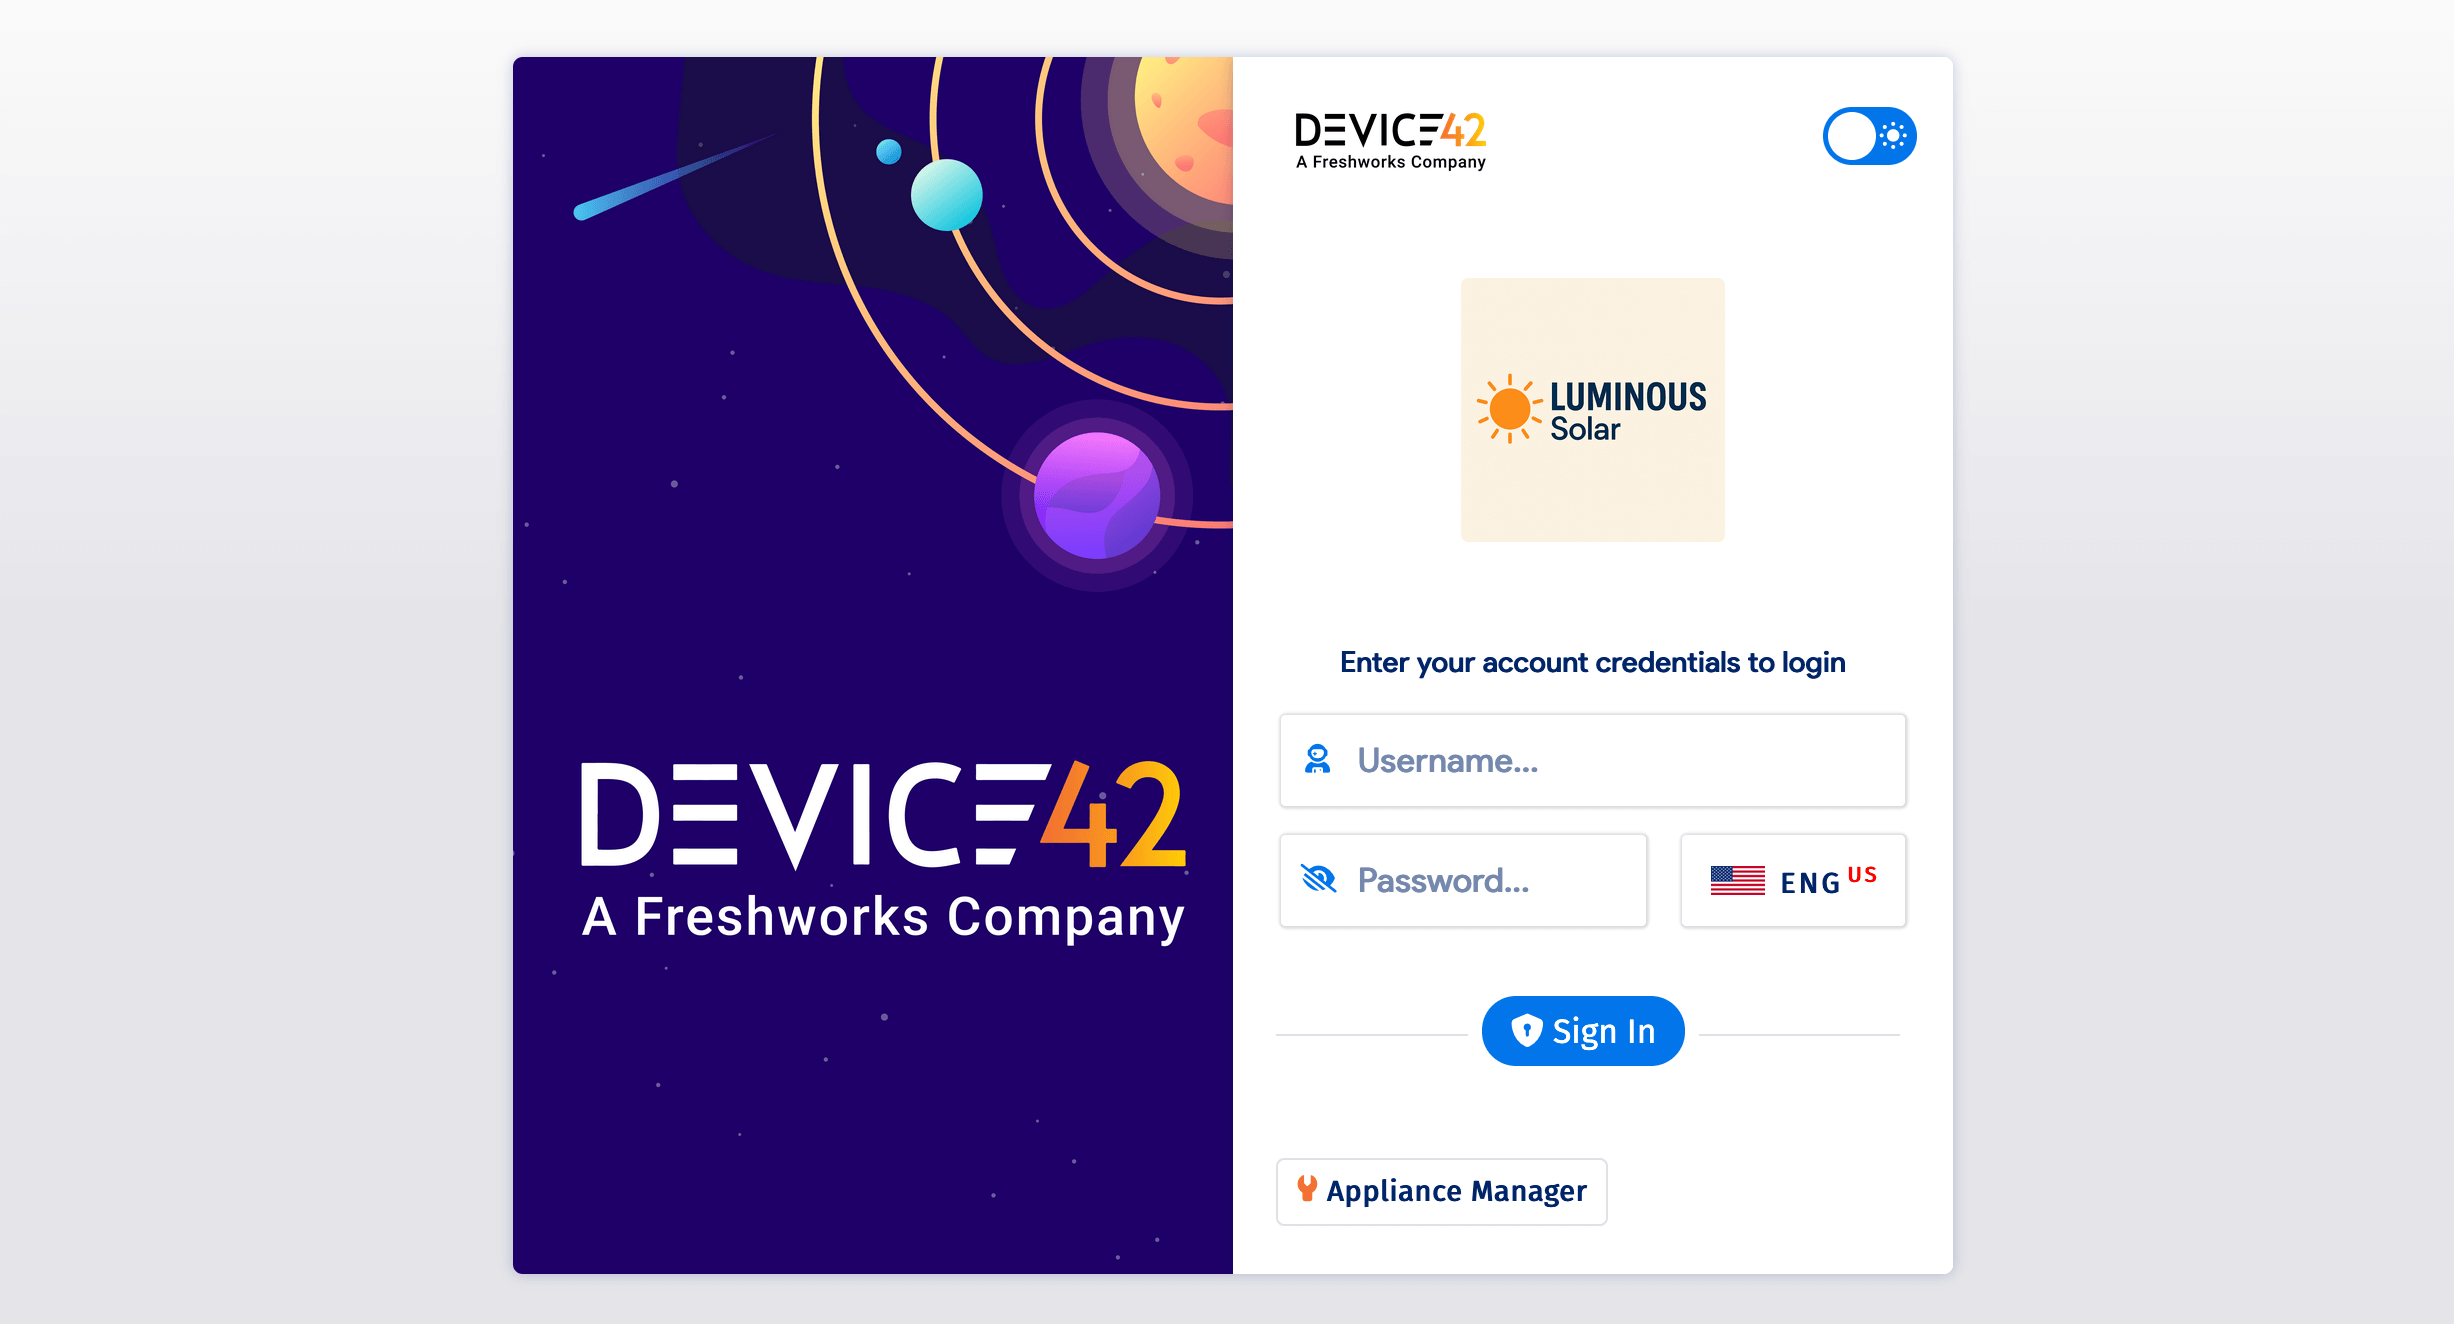 DEVICE42
A Freshworks Company
DEVICE42
A Freshworks Company
LUMINOUS
Solar
Enter your account credentials to login
Username...
Password...
ENG US
Sign In
Appliance Manager